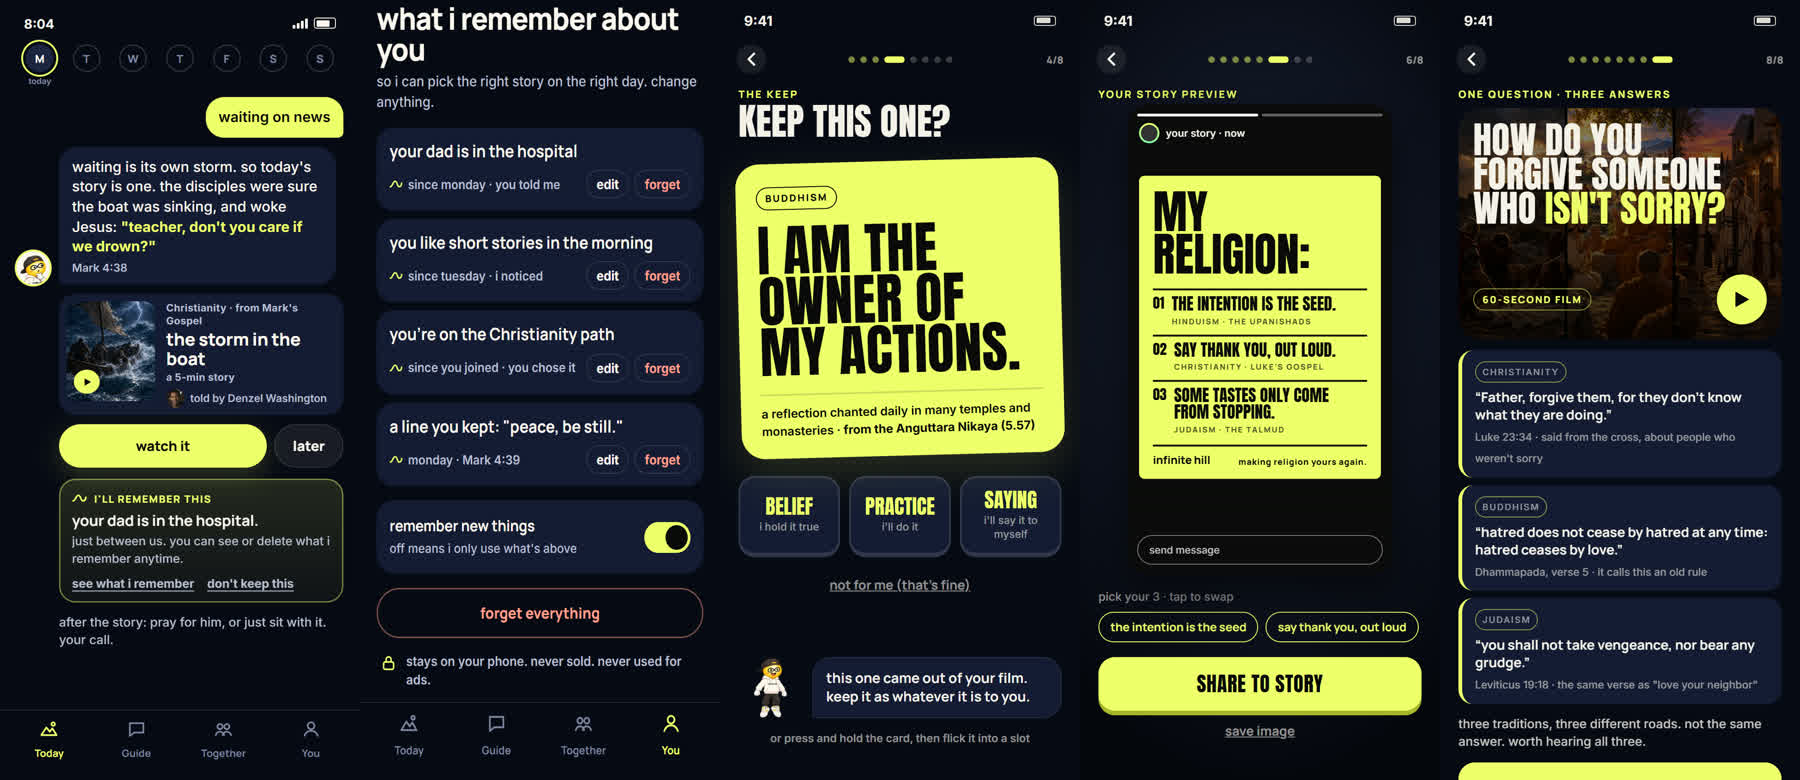 8:04
M
T
W
T
F
S
S
today
waiting on news
waiting is its own storm. so today's
story is one. the disciples were sure
the boat was sinking, and woke
Jesus: "teacher, don't you care if
we drown?"
Mark 4:38
Christianity · from Mark's
Gospel
the storm in the
boat
a 5-min story
told by Denzel Washington
watch it
later
I'LL REMEMBER THIS
your dad is in the hospital.
just between us. you can see or delete what i
remember anytime.
see what i remember
don't keep this
after the story: pray for him, or just sit with it.
your call.
Today
Guide
Together
You
what i remember about
you
so i can pick the right story on the right day. change
anything.
your dad is in the hospital
since monday · you told me
edit
forget
you like short stories in the morning
since tuesday · i noticed
edit
forget
you're on the Christianity path
since you joined · you chose it
edit
forget
a line you kept: "peace, be still."
monday · Mark 4:39
edit
forget
remember new things
off means i only use what's above
forget everything
stays on your phone. never sold. never used for
ads.
Today
Guide
Together
You
9:41
4/8
THE KEEP
KEEP THIS ONE?
BUDDHISM
I AM THE
OWNER OF
MY ACTIONS.
a reflection chanted daily in many temples and
monasteries · from the Anguttara Nikaya (5.57)
BELIEF
i hold it true
PRACTICE
i'll do it
SAYING
i'll say it to
myself
not for me (that's fine)
this one came out of your film.
keep it as whatever it is to you.
or press and hold the card, then flick it into a slot
9:41
6/8
YOUR STORY PREVIEW
your story · now
MY
RELIGION:
01 THE INTENTION IS THE SEED.
HINDUISM · THE UPANISHADS
02 SAY THANK YOU, OUT LOUD.
CHRISTIANITY · LUKE'S GOSPEL
03 SOME TASTES ONLY COME
FROM STOPPING.
JUDAISM · THE TALMUD
infinite hill
making religion yours again.
send message
pick your 3 · tap to swap
the intention is the seed
say thank you, out loud
SHARE TO STORY
save image
9:41
8/8
ONE QUESTION · THREE ANSWERS
HOW DO YOU
FORGIVE SOMEONE
WHO ISN'T SORRY?
60-SECOND FILM
CHRISTIANITY
“Father, forgive them, for they don't know
what they are doing.”
Luke 23:34 · said from the cross, about people who
weren't sorry
BUDDHISM
“hatred does not cease by hatred at any time:
hatred ceases by love.”
Dhammapada, verse 5 · it calls this an old rule
JUDAISM
“you shall not take vengeance, nor bear any
grudge.”
Leviticus 19:18 · the same verse as "love your neighbor"
three traditions, three different roads. not the same
answer. worth hearing all three.